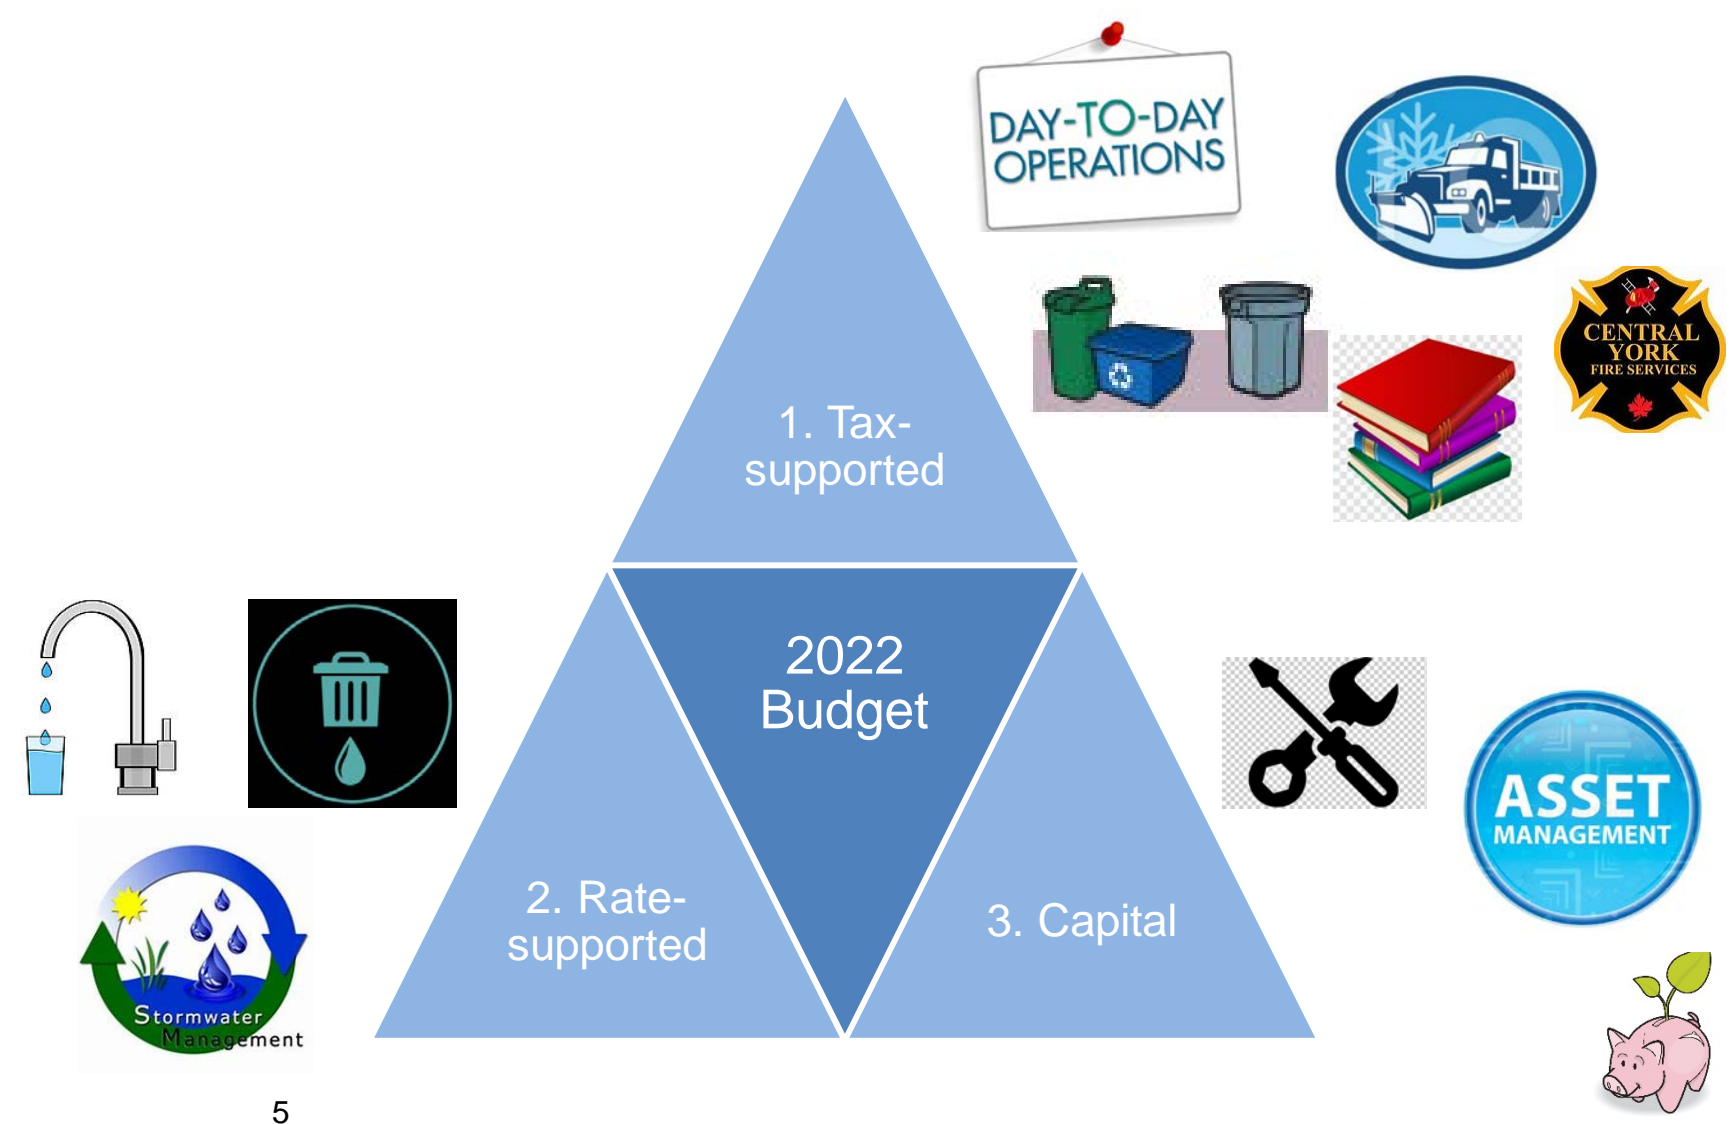 DAY-TO-DAY
OPERATIONS
CENTRAL
YORK
FIRE SERVICES
1. Tax-
supported
2022
Budget
2. Rate-
supported
3. Capital
ASSET
MANAGEMENT
Stormwater
Management
5